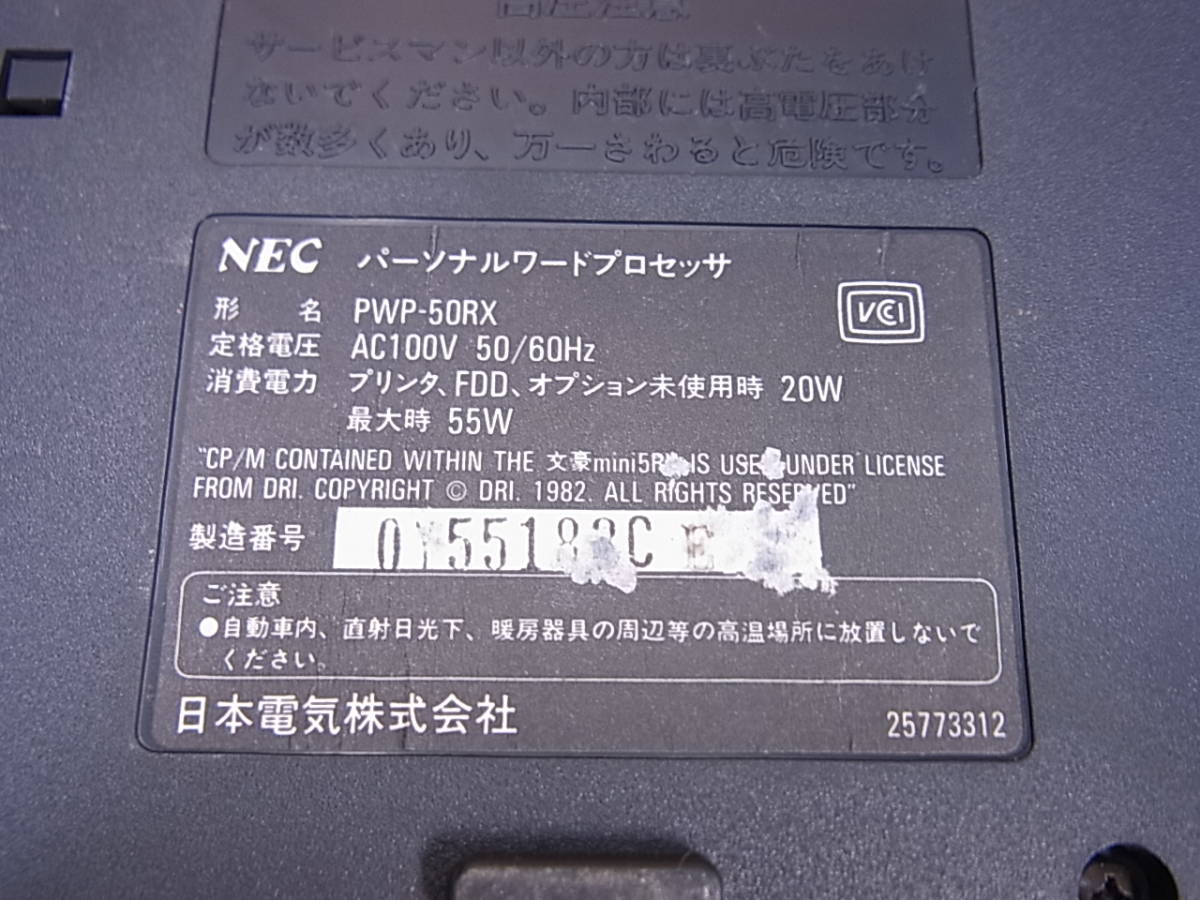 高圧注意
サービスマン以外の方は裏ぶたをあけ
ないでください。内部には高電圧部分
が数多くあり、万一さわると危険です。
NEC パーソナルワードプロセッサ
形 名 PWP-50RX
VCCI
定格電圧 AC100V 50/60Hz
消費電力 プリンタ、FDD、オプション未使用時 20W
最大時 55W
"CP/M CONTAINED WITHIN THE 文豪mini5R IS USE UNDER LICENSE
FROM DRI. COPYRIGHT © DRI. 1982. ALL RIGHTS RESERVED"
製造番号 0Y5518 C E
ご注意
●自動車内、直射日光下、暖房器具の周辺等の高温場所に放置しないで
ください。
日本電気株式会社 25773312